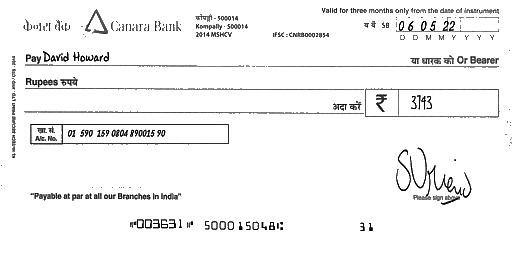 Valid for three months only from the date of instrument
केनरा बैंक Canara Bank
कोंपल्ली - 500014
Kompally - 500014
2014 MSHCV
IFSC : CNRB0002854
SB 06 05 22
D D M M Y Y Y Y
Pay David Howard या धारक को Or Bearer
Rupees रुपये
अदा करें ₹ 3743
खा. सं.
A/c. No. 01 590 159 0804 890015 90
Please sign above
"Payable at par at all our Branches in India"
⑈003631⑈ 500015048⑆ 31